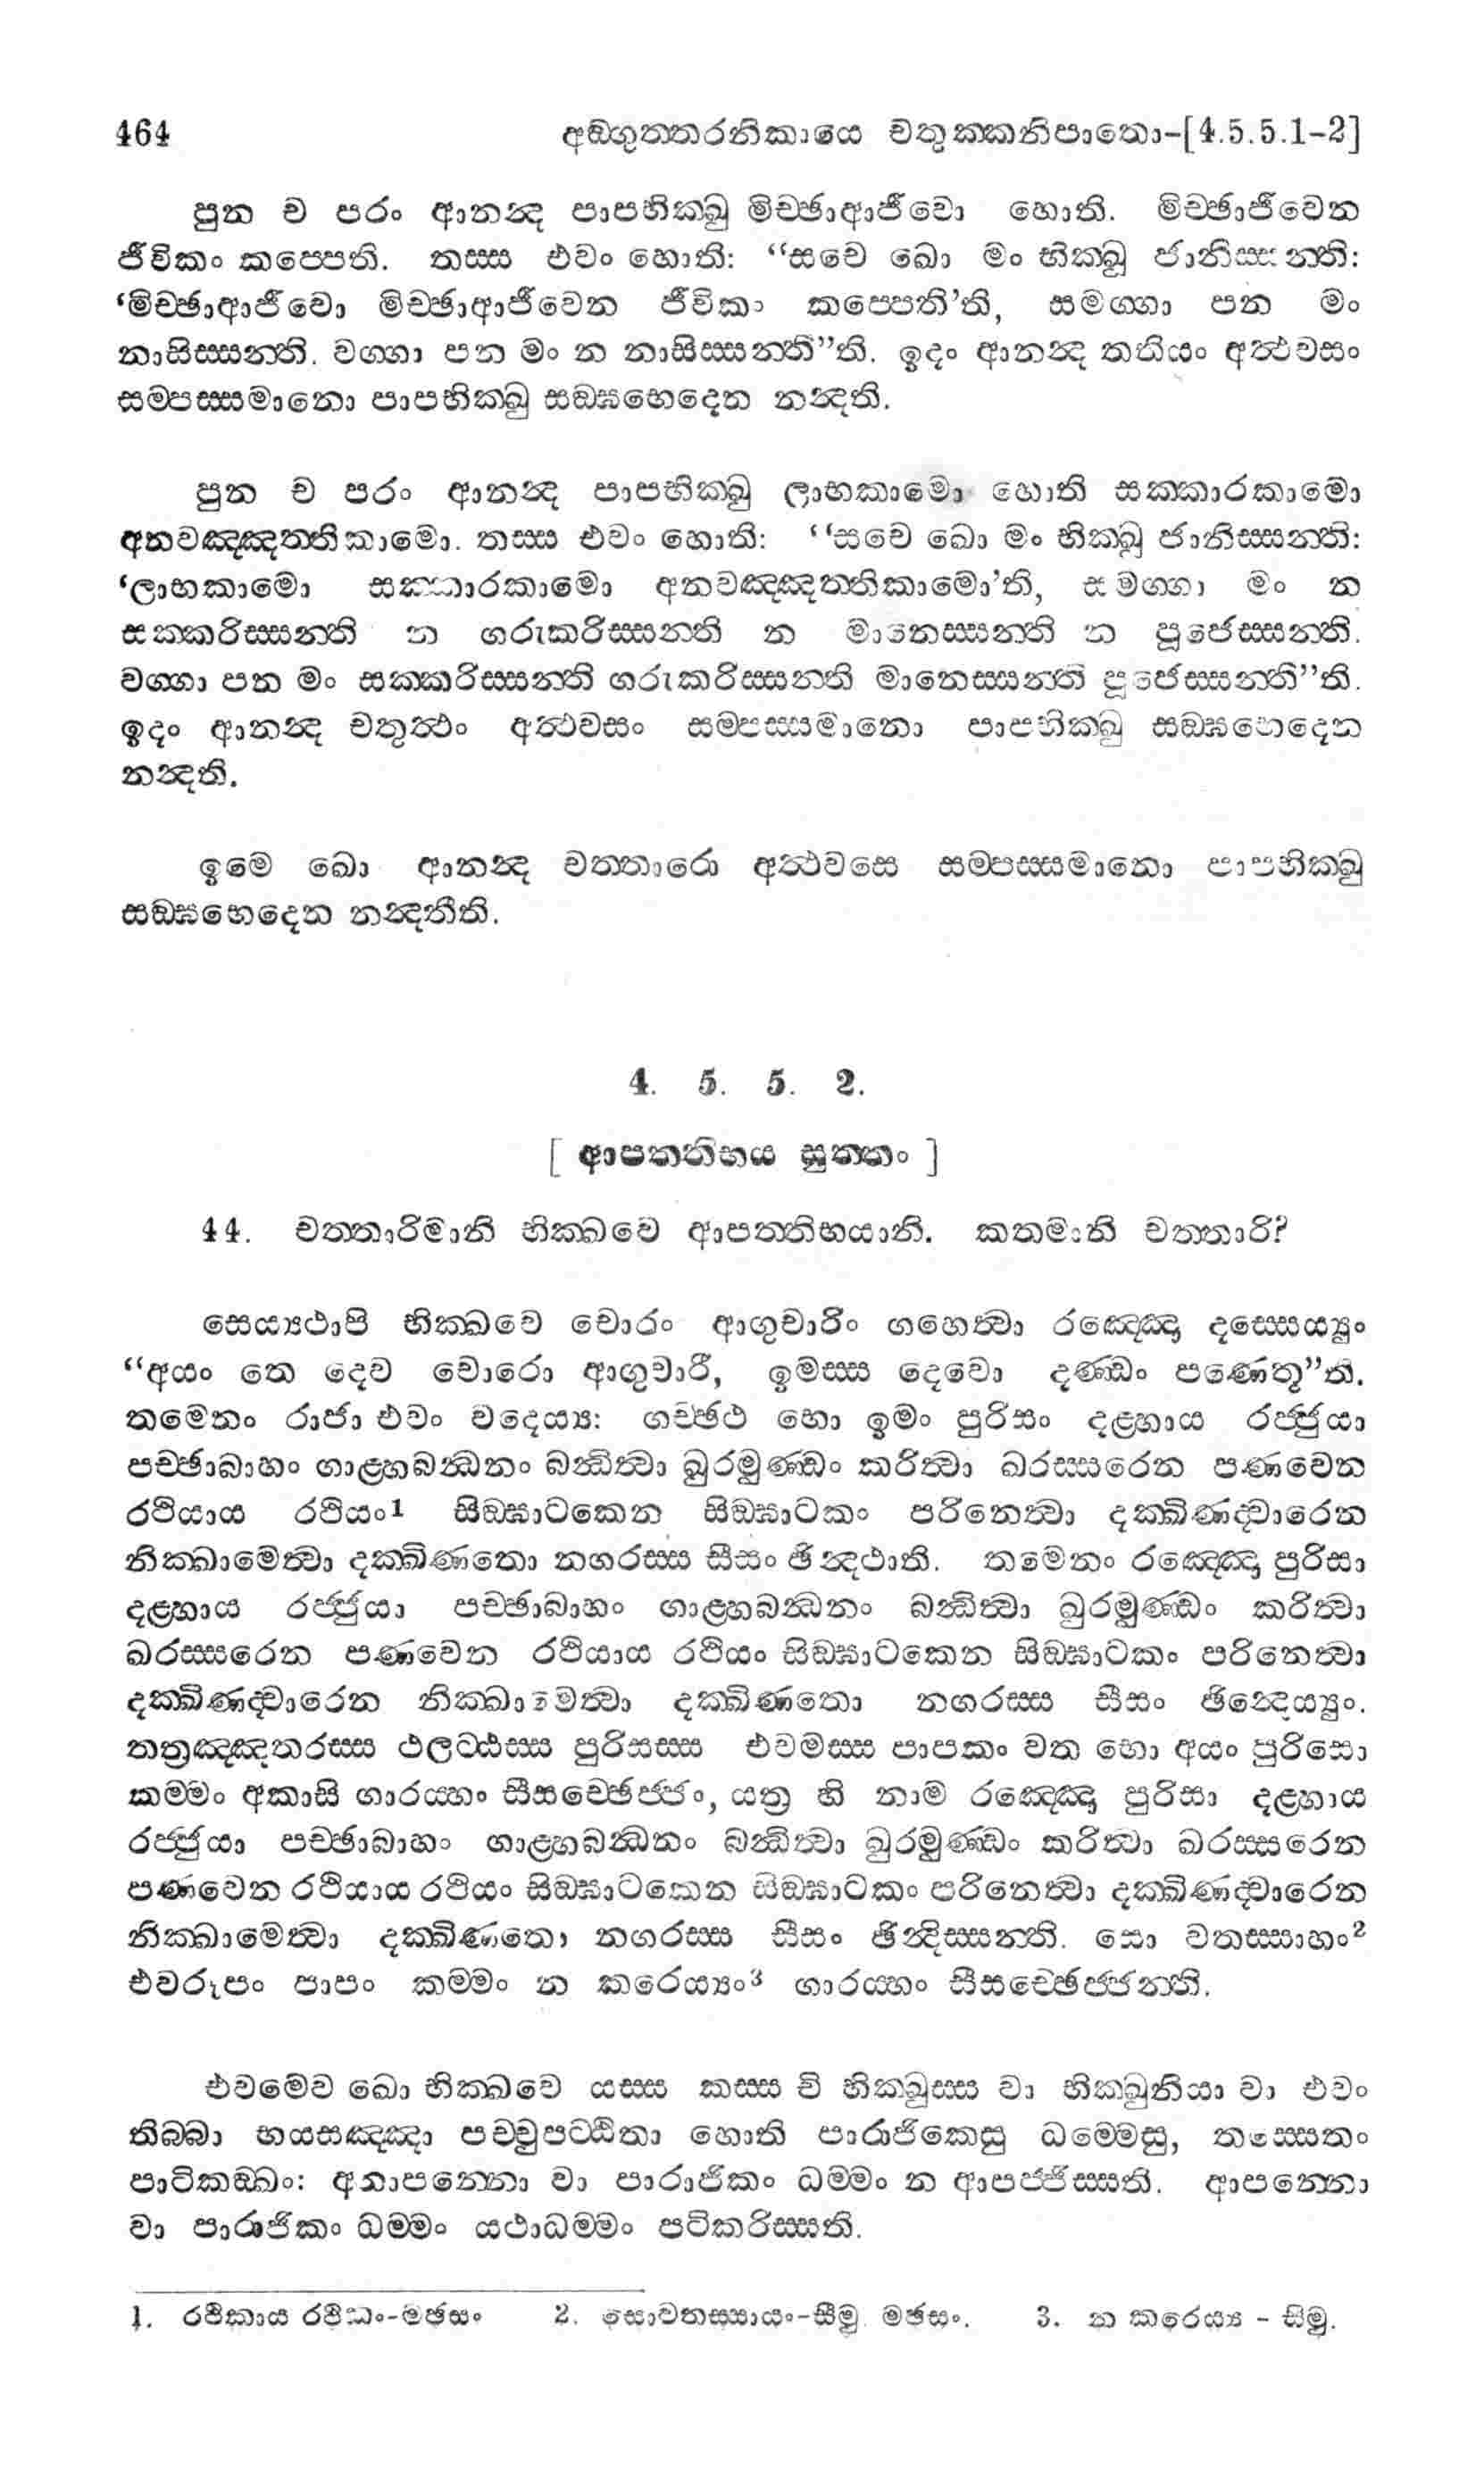 464 අඞ්ගුත්තරනිකායෙ චතුක්කනිපාතො-[4.5.5.1-2]
පුන ච පරං ආනන්‍ද පාපභික්ඛු මිච්ඡාආජීවො හොති. මිච්ඡාජීවෙන
ජීවිකං කප්පෙති. තස්ස එවං හොති: “සචෙ ඛො මං භික්ඛූ ජානිස්සන්ති:
‘මිච්ඡාආජීවො මිච්ඡාආජීවෙන ජීවිකං කප්පෙතී’ති, සමග්ගා පන මං
නාසිස්සන්ති. වග්ගා පන මං න නාසිස්සන්තී”ති. ඉදං ආනන්‍ද තතියං අත්‍ථවසං
සම්පස්සමානො පාපභික්ඛු සඞ්ඝභෙදෙන නන්‍දති.
පුන ච පරං ආනන්‍ද පාපභික්ඛු ලාභකාමො හොති සක්කාරකාමො
අනවඤ්ඤත්තිකාමො. තස්ස එවං හොති: “සචෙ ඛො මං භික්ඛූ ජානිස්සන්ති:
‘ලාභකාමො සක්කාරකාමො අනවඤ්ඤත්තිකාමො’ති, සමග්ගා මං න
සක්කරිස්සන්ති න ගරුකරිස්සන්ති න මානෙස්සන්ති න පූජෙස්සන්ති.
වග්ගා පන මං සක්කරිස්සන්ති ගරුකරිස්සන්ති මානෙස්සන්ති පූජෙස්සන්තී”ති.
ඉදං ආනන්‍ද චතුත්‍ථං අත්‍ථවසං සම්පස්සමානො පාපභික්ඛු සඞ්ඝභෙදෙන
නන්‍දති.
ඉමෙ ඛො ආනන්‍ද චත්තාරො අත්‍ථවසෙ සම්පස්සමානො පාපභික්ඛු
සඞ්ඝභෙදෙන නන්‍දතීති.
4. 5. 5. 2.
[ ආපත්තිභය සුත්තං ]
44. චත්තාරිමානි භික්ඛවෙ ආපත්තිභයානි. කතමානි චත්තාරි?
සෙය්‍යථාපි භික්ඛවෙ චොරං ආගුචාරිං ගහෙත්‍වා රඤ්ඤො දස්සෙය්‍යුං
“අයං තෙ දෙව චොරො ආගුචාරී, ඉමස්ස දෙවො දණ්ඩං පණෙතූ”ති.
තමෙනං රාජා එවං වදෙය්‍ය: ගච්ඡථ භො ඉමං පුරිසං දළ්හාය රජ්ජුයා
පච්ඡාබාහං ගාළ්හබන්‍ධනං බන්‍ධිත්‍වා ඛුරමුණ්ඩං කරිත්‍වා ඛරස්සරෙන පණවෙන
රථියාය රථියං1 සිඞ්ඝාටකෙන සිඞ්ඝාටකං පරිනෙත්‍වා දක්ඛිණද්‍වාරෙන
නික්ඛාමෙත්‍වා දක්ඛිණතො නගරස්ස සීසං ඡින්‍දථාති. තමෙනං රඤ්ඤො පුරිසා
දළ්හාය රජ්ජුයා පච්ඡාබාහං ගාළ්හබන්‍ධනං බන්‍ධිත්‍වා ඛුරමුණ්ඩං කරිත්‍වා
ඛරස්සරෙන පණවෙන රථියාය රථියං සිඞ්ඝාටකෙන සිඞ්ඝාටකං පරිනෙත්‍වා
දක්ඛිණද්‍වාරෙන නික්ඛාමෙත්‍වා දක්ඛිණතො නගරස්ස සීසං ඡින්‍දෙය්‍යුං.
තත්‍රඤ්ඤතරස්ස ථලට්ඨස්ස පුරිසස්ස එවමස්ස පාපකං වත භො අයං පුරිසො
කම්මං අකාසි ගාරය්හං සීසච්ඡෙජ්ජං, යත්‍ර හි නාම රඤ්ඤො පුරිසා දළ්හාය
රජ්ජුයා පච්ඡාබාහං ගාළ්හබන්‍ධනං බන්‍ධිත්‍වා ඛුරමුණ්ඩං කරිත්‍වා ඛරස්සරෙන
පණවෙන රථියාය රථියං සිඞ්ඝාටකෙන සිඞ්ඝාටකං පරිනෙත්‍වා දක්ඛිණද්‍වාරෙන
නික්ඛාමෙත්‍වා දක්ඛිණතො නගරස්ස සීසං ඡින්‍දිස්සන්ති. සො වතස්සාහං2
එවරූපං පාපං කම්මං න කරෙය්‍යං3 ගාරය්හං සීසච්ඡෙජ්ජන්ති.
එවමෙව ඛො භික්ඛවෙ යස්ස කස්ස චි භික්ඛුස්ස වා භික්ඛුනියා වා එවං
තිබ්බා භයසඤ්ඤා පච්චුපට්ඨිතා හොති පාරාජිකෙසු ධම්මෙසු, තස්සෙතං
පාටිකඞ්ඛං: අනාපන්නො වා පාරාජිකං ධම්මං න ආපජ්ජිස්සති. ආපන්නො
වා පාරාජිකං ධම්මං යථාධම්මං පටිකරිස්සති.
1. රථිකාය රථිකං-මඡසං 2. සොවතස්සායං-සීමු. මඡසං. 3. න කරෙය්‍ය - සිමු.